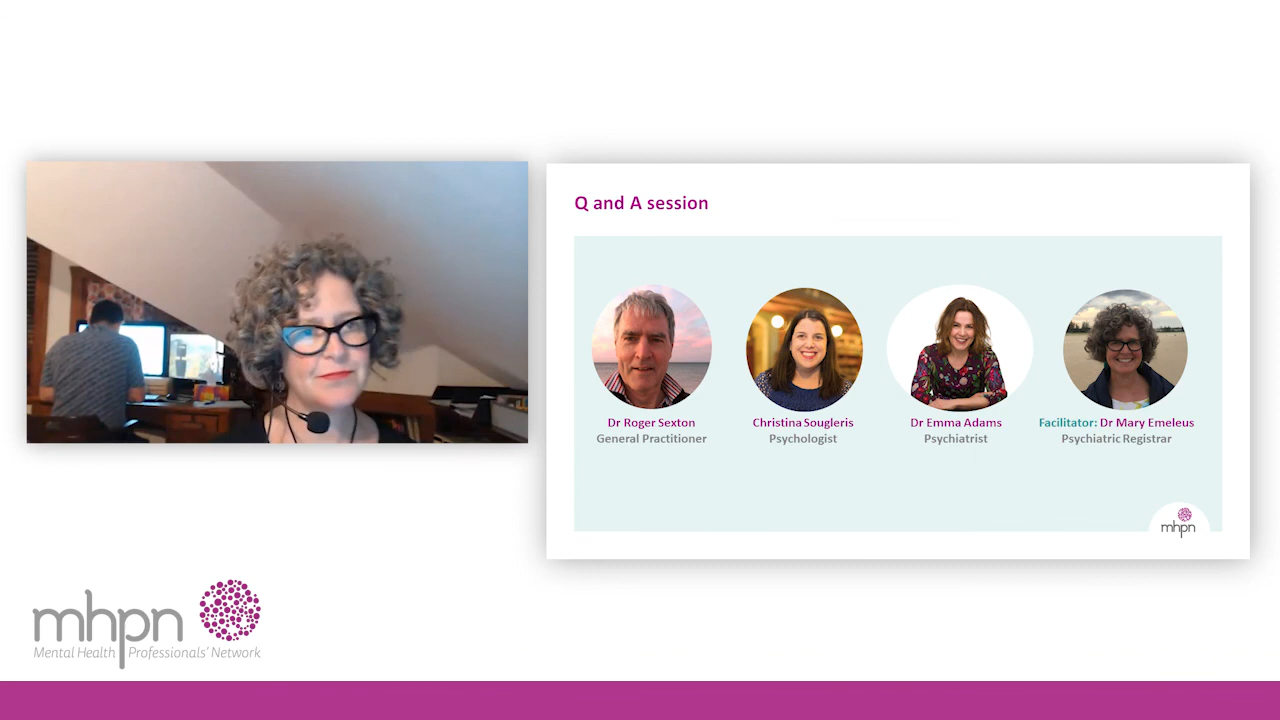 Q and A session
Dr Roger Sexton
General Practitioner
Christina Sougleris
Psychologist
Dr Emma Adams
Psychiatrist
Facilitator: Dr Mary Emeleus
Psychiatric Registrar
mhpn
mhpn
Mental Health Professionals' Network